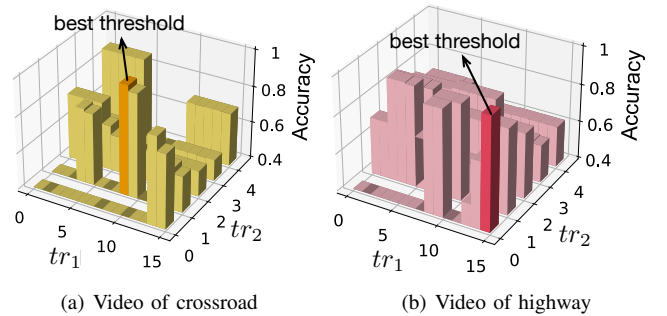 best threshold
1
0.8
0.6
0.4
Accuracy
0
5
10
15
tr₁
0
1
2
3
4
tr₂
(a) Video of crossroad
best threshold
1
0.8
0.6
0.4
Accuracy
0
5
10
15
tr₁
0
1
2
3
4
tr₂
(b) Video of highway